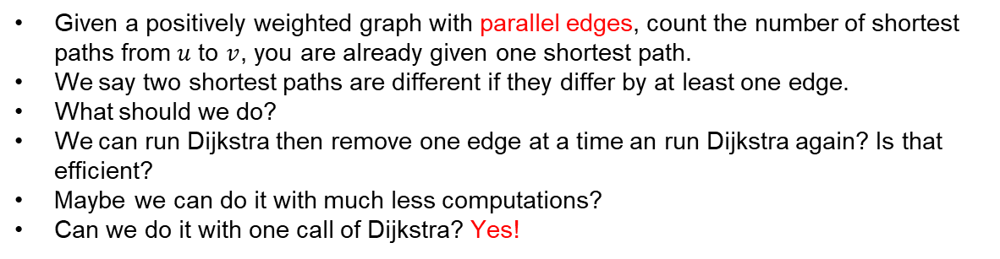 • Given a positively weighted graph with parallel edges, count the number of shortest
paths from u to v, you are already given one shortest path.
• We say two shortest paths are different if they differ by at least one edge.
• What should we do?
• We can run Dijkstra then remove one edge at a time an run Dijkstra again? Is that
efficient?
• Maybe we can do it with much less computations?
• Can we do it with one call of Dijkstra? Yes!